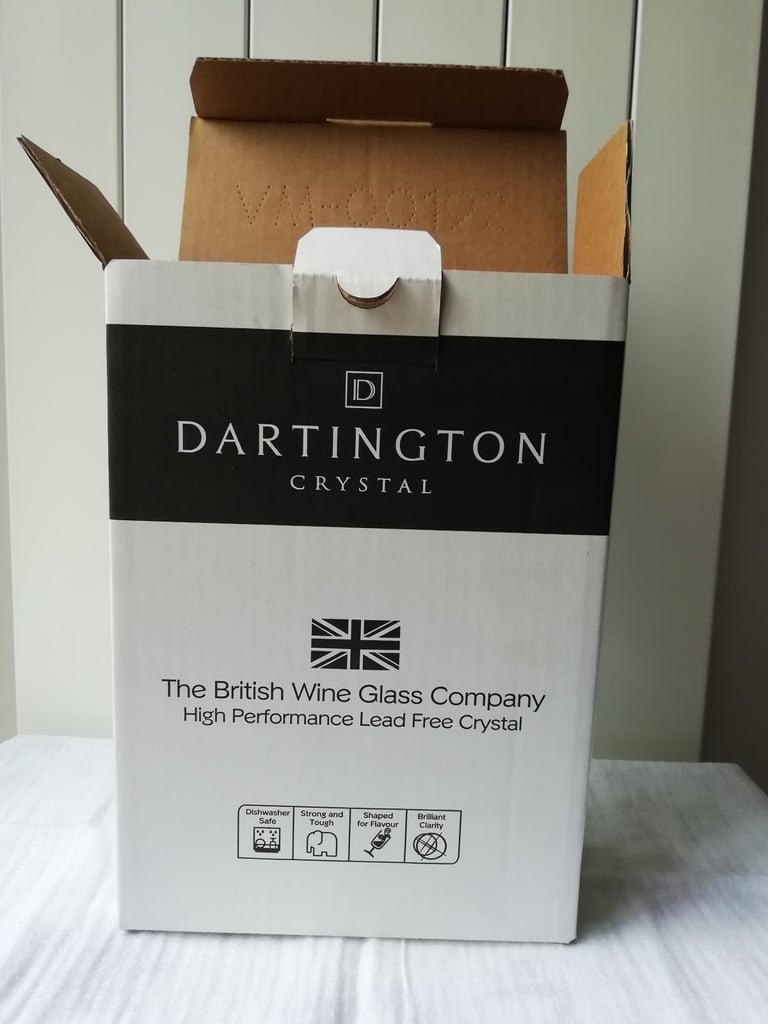 VM-00192
D
DARTINGTON
CRYSTAL
The British Wine Glass Company
High Performance Lead Free Crystal
Dishwasher Safe
Strong and Tough
Shaped for Flavour
Brilliant Clarity